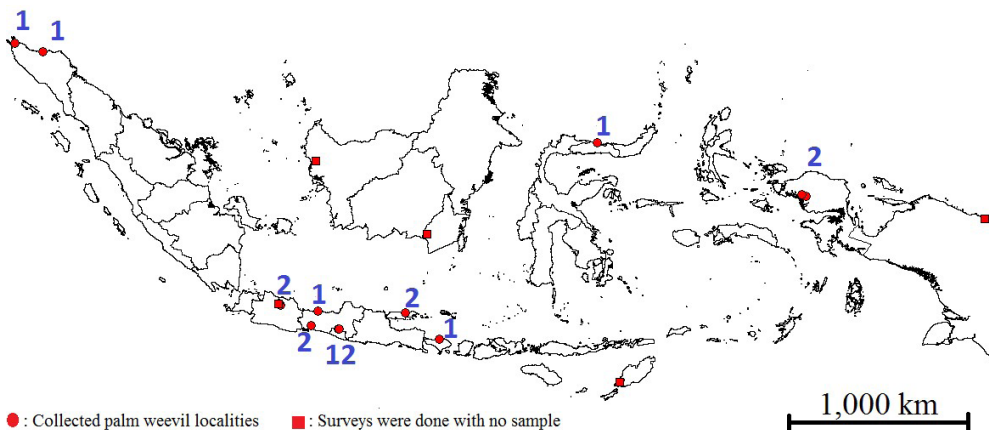 1 1
1
2
2 1 2
2 12 1
1,000 km
: Collected palm weevil localities : Surveys were done with no sample